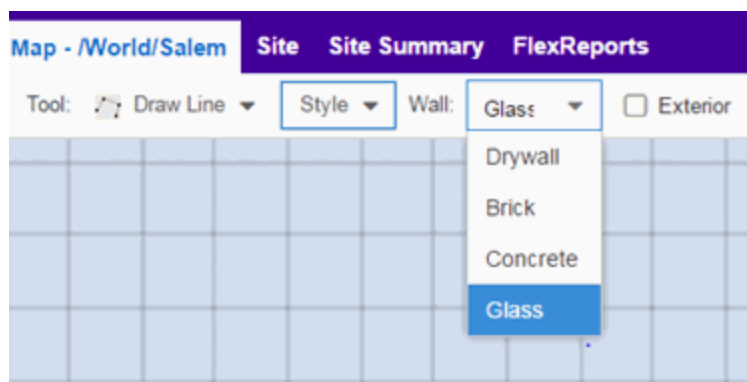 Map - /World/Salem Site Site Summary FlexReports
Tool: Draw Line Style Wall: Glass Exterior
Drywall
Brick
Concrete
Glass